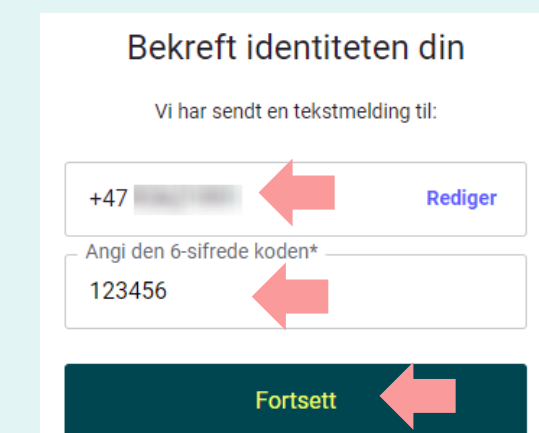 Bekreft identiteten din
Vi har sendt en tekstmelding til:
+47 Rediger
Angi den 6-sifrede koden*
123456
Fortsett